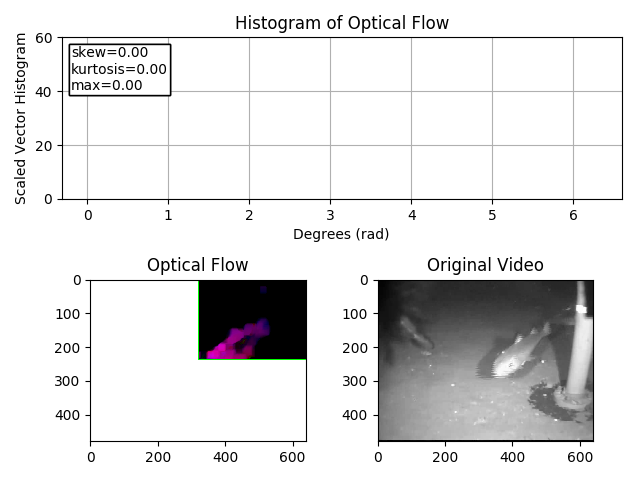 Histogram of Optical Flow
Scaled Vector Histogram
60
40
20
0
skew=0.00
kurtosis=0.00
max=0.00
0 1 2 3 4 5 6
Degrees (rad)
Optical Flow
0
100
200
300
400
0 200 400 600
Original Video
0
100
200
300
400
0 200 400 600